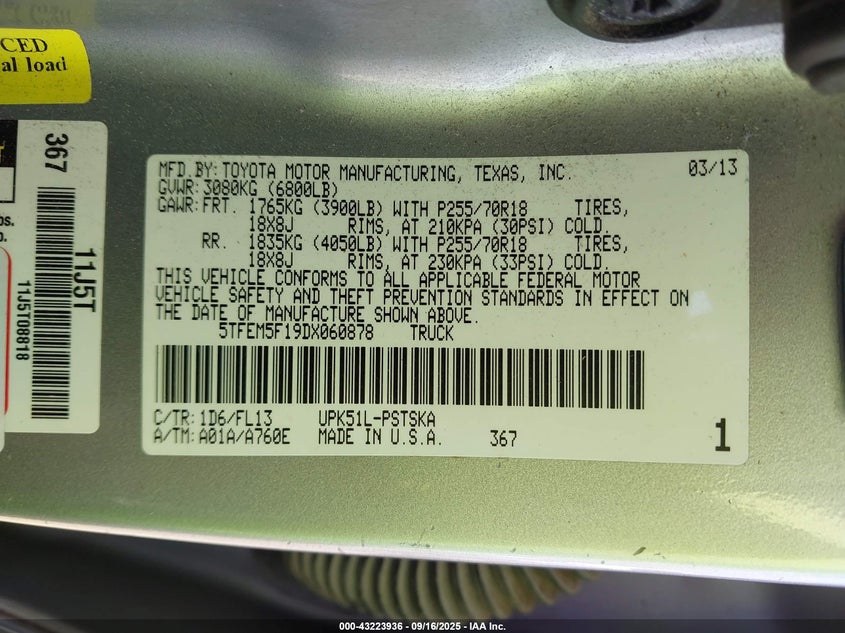 CED
al load
367
11J5T
11J5T08818
bs.
o.
MFD.BY: TOYOTA MOTOR MANUFACTURING, TEXAS, INC. 03/13
GVWR: 3080KG (6800LB)
GAWR: FRT. 1765KG (3900LB) WITH P255/70R18 TIRES,
18X8J RIMS, AT 210KPA (30PSI) COLD.
RR. 1835KG (4050LB) WITH P255/70R18 TIRES,
18X8J RIMS, AT 230KPA (33PSI) COLD.
THIS VEHICLE CONFORMS TO ALL APPLICABLE FEDERAL MOTOR
VEHICLE SAFETY AND THEFT PREVENTION STANDARDS IN EFFECT ON
THE DATE OF MANUFACTURE SHOWN ABOVE.
5TFEM5F19DX060878 TRUCK
C/TR: 1D6/FL13 UPK51L-PSTSKA
A/TM: A01A/A760E MADE IN U.S.A. 367 1
000-43223936 - 09/16/2025 - IAA Inc.